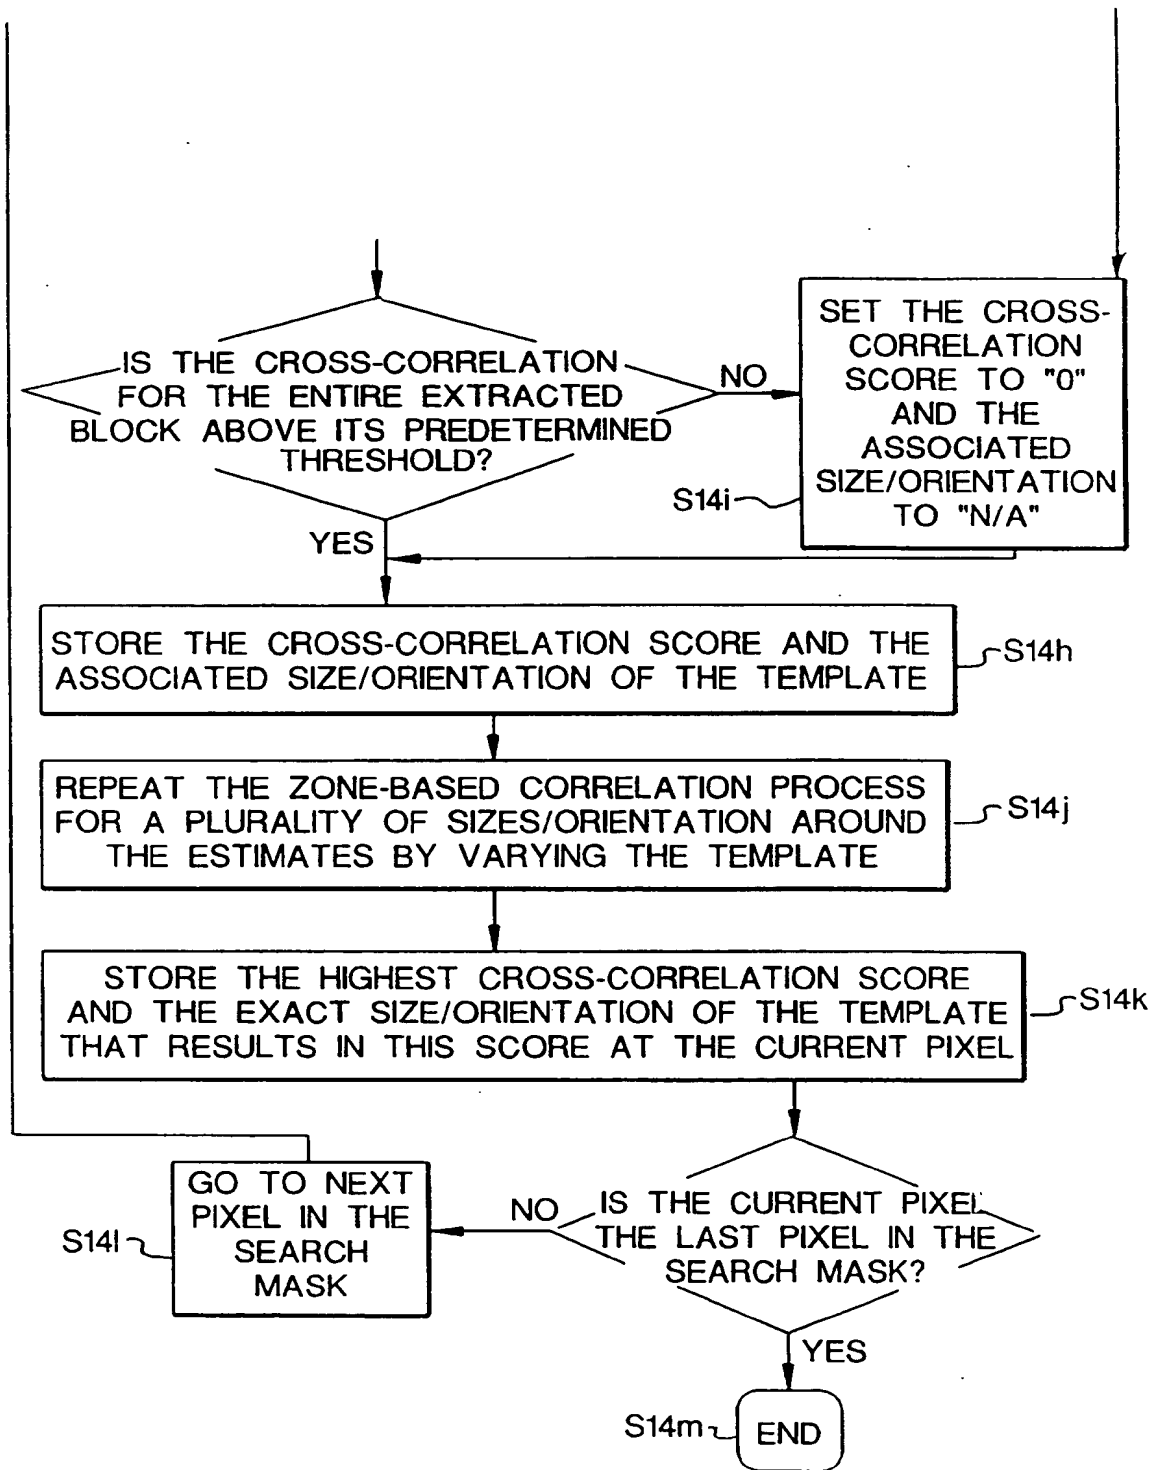 IS THE CROSS-CORRELATION
FOR THE ENTIRE EXTRACTED
BLOCK ABOVE ITS PREDETERMINED
THRESHOLD?
NO
SET THE CROSS-
CORRELATION
SCORE TO "0"
AND THE
ASSOCIATED
SIZE/ORIENTATION
TO "N/A"
S14i
YES
STORE THE CROSS-CORRELATION SCORE AND THE
ASSOCIATED SIZE/ORIENTATION OF THE TEMPLATE
S14h
REPEAT THE ZONE-BASED CORRELATION PROCESS
FOR A PLURALITY OF SIZES/ORIENTATION AROUND
THE ESTIMATES BY VARYING THE TEMPLATE
S14j
STORE THE HIGHEST CROSS-CORRELATION SCORE
AND THE EXACT SIZE/ORIENTATION OF THE TEMPLATE
THAT RESULTS IN THIS SCORE AT THE CURRENT PIXEL
S14k
IS THE CURRENT PIXEL
THE LAST PIXEL IN THE
SEARCH MASK?
NO
GO TO NEXT
PIXEL IN THE
SEARCH
MASK
S14l
YES
S14m
END